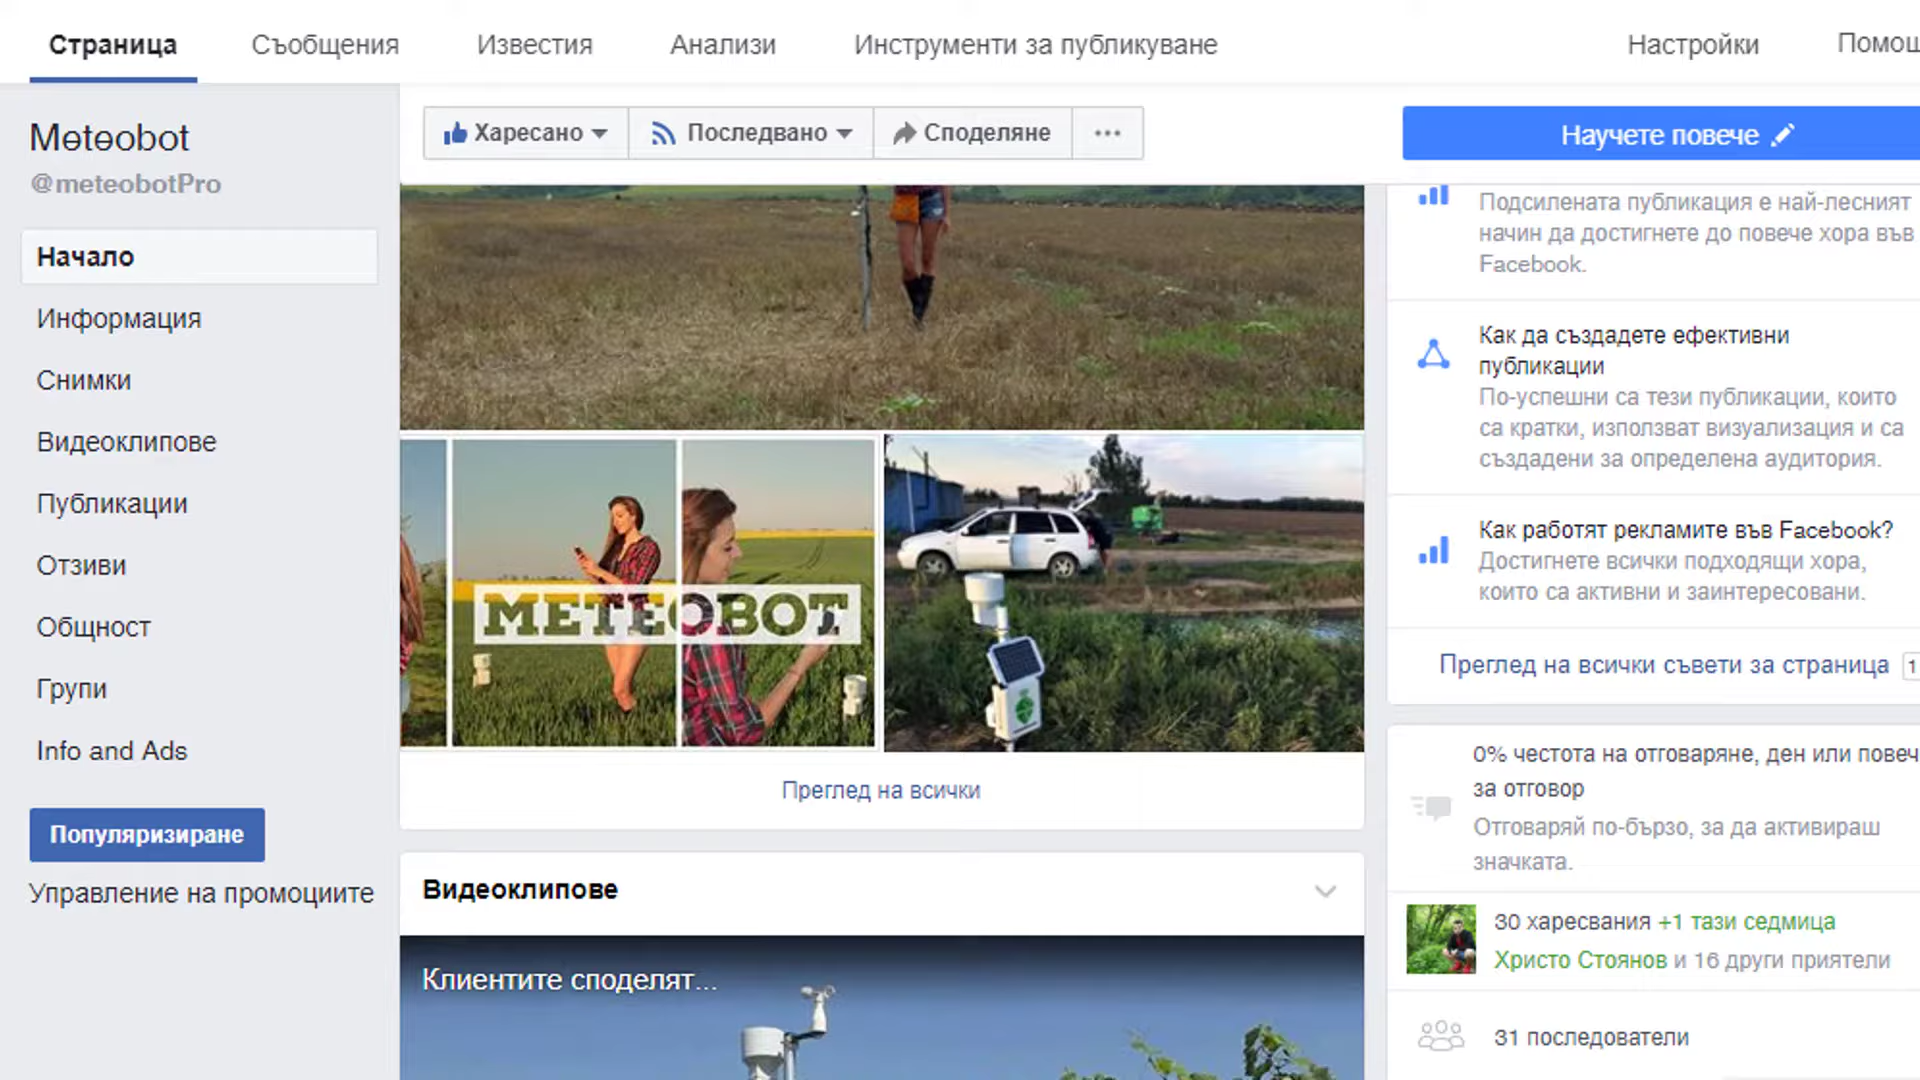 Страница Съобщения Известия Анализи Инструменти за публикуване Настройки
Meteobot
@meteobotPro
Начало
Информация
Снимки
Видеоклипове
Публикации
Отзиви
Общност
Групи
Info and Ads
Популяризиране
Управление на промоциите
Харесано Последвано Споделяне ...
METEOBOT
Преглед на всички
Видеоклипове
Клиентите споделят...
Научете повече
Подсилената публикация е най-лесният
начин да достигнете до повече хора във
Facebook.
Как да създадете ефективни
публикации
По-успешни са тези публикации, които
са кратки, използват визуализация и са
създадени за определена аудитория.
Как работят рекламите във Facebook?
Достигнете всички подходящи хора,
които са активни и заинтересовани.
Преглед на всички съвети за страница 1
0% честота на отговаряне, ден или повеч
за отговор
Отговаряй по-бързо, за да активираш
значката.
30 харесвания +1 тази седмица
Христо Стоянов и 16 други приятели
31 последователи